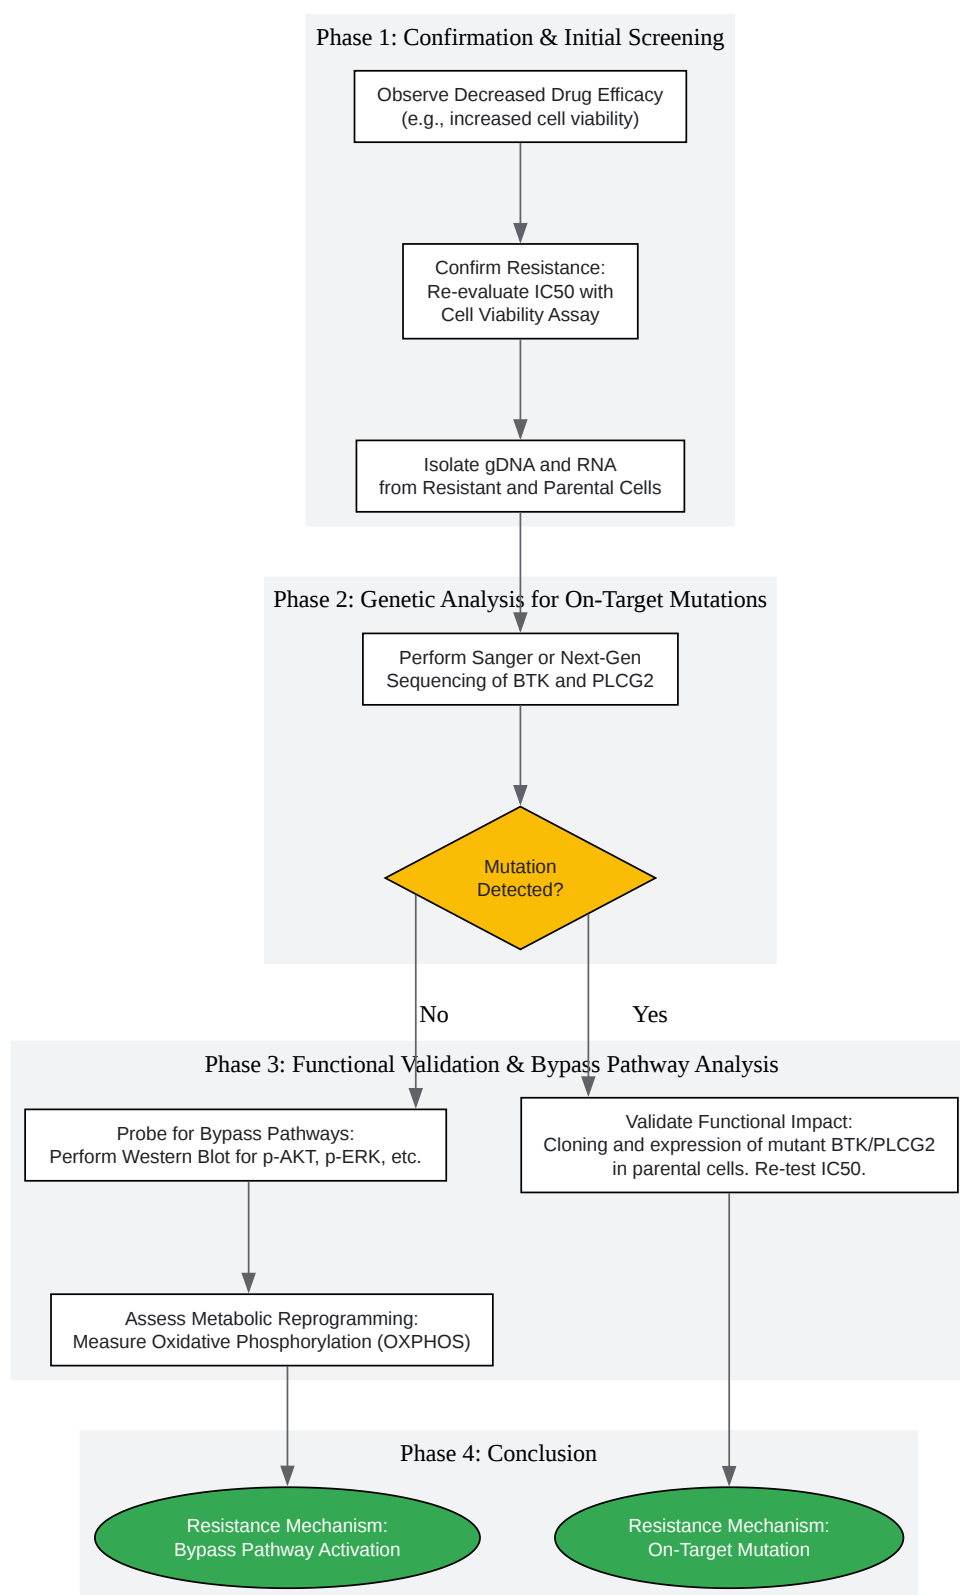 Phase 1: Confirmation & Initial Screening
Observe Decreased Drug Efficacy
(e.g., increased cell viability)
Confirm Resistance:
Re-evaluate IC50 with
Cell Viability Assay
Isolate gDNA and RNA
from Resistant and Parental Cells
Phase 2: Genetic Analysis for On-Target Mutations
Perform Sanger or Next-Gen
Sequencing of BTK and PLCG2
Mutation
Detected?
No
Yes
Phase 3: Functional Validation & Bypass Pathway Analysis
Probe for Bypass Pathways:
Perform Western Blot for p-AKT, p-ERK, etc.
Validate Functional Impact:
Cloning and expression of mutant BTK/PLCG2
in parental cells. Re-test IC50.
Assess Metabolic Reprogramming:
Measure Oxidative Phosphorylation (OXPHOS)
Phase 4: Conclusion
Resistance Mechanism:
Bypass Pathway Activation
Resistance Mechanism:
On-Target Mutation